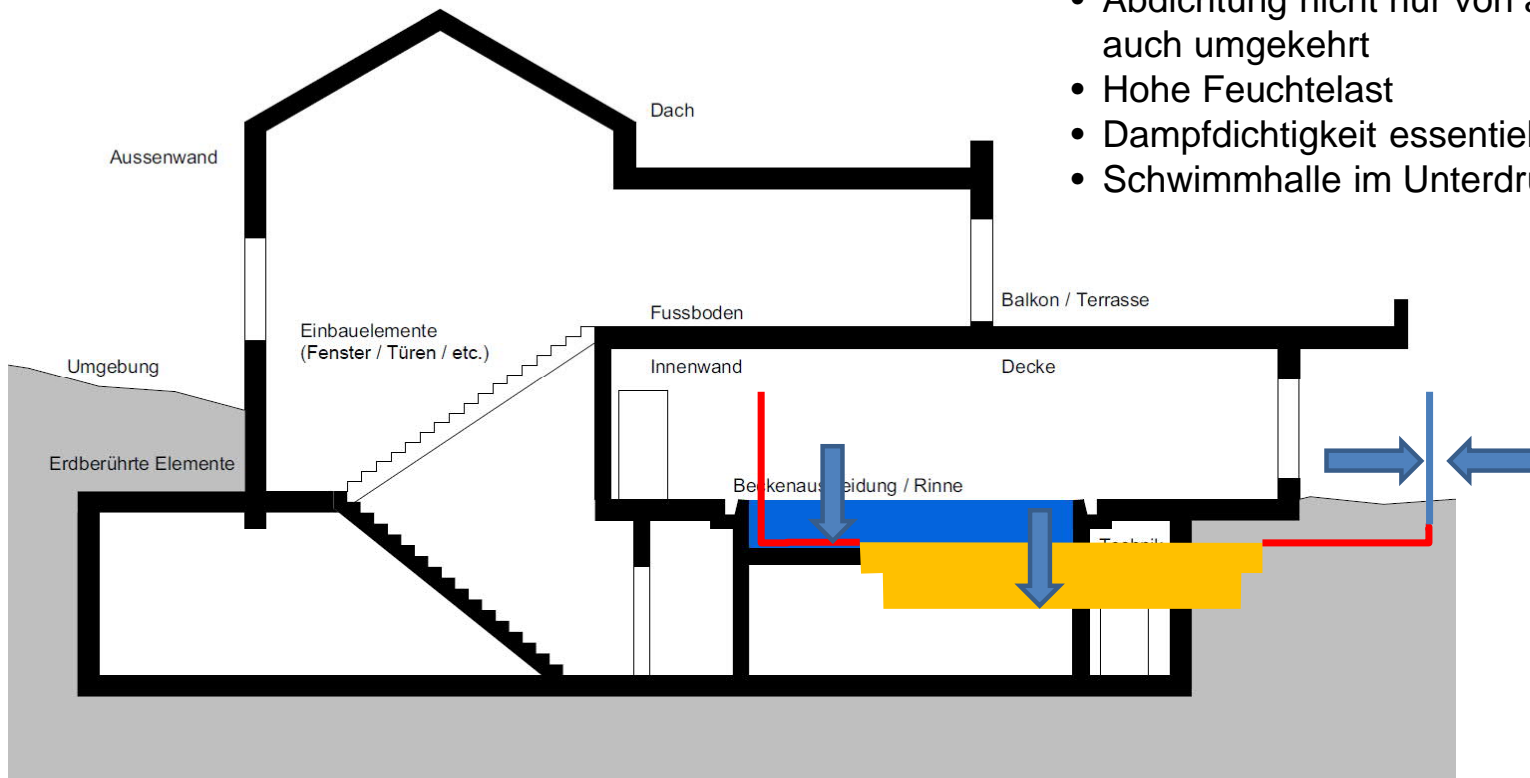 • Abdichtung nicht nur von
auch umgekehrt
• Hohe Feuchtelast
• Dampfdichtigkeit
• Schwimmhalle im
Dach
Aussenwand
Balkon / Terrasse
Fussboden
Einbauelemente
(Fenster / Türen / etc.)
Umgebung
Innenwand
Decke
Erdberührte Elemente
/ Rinne